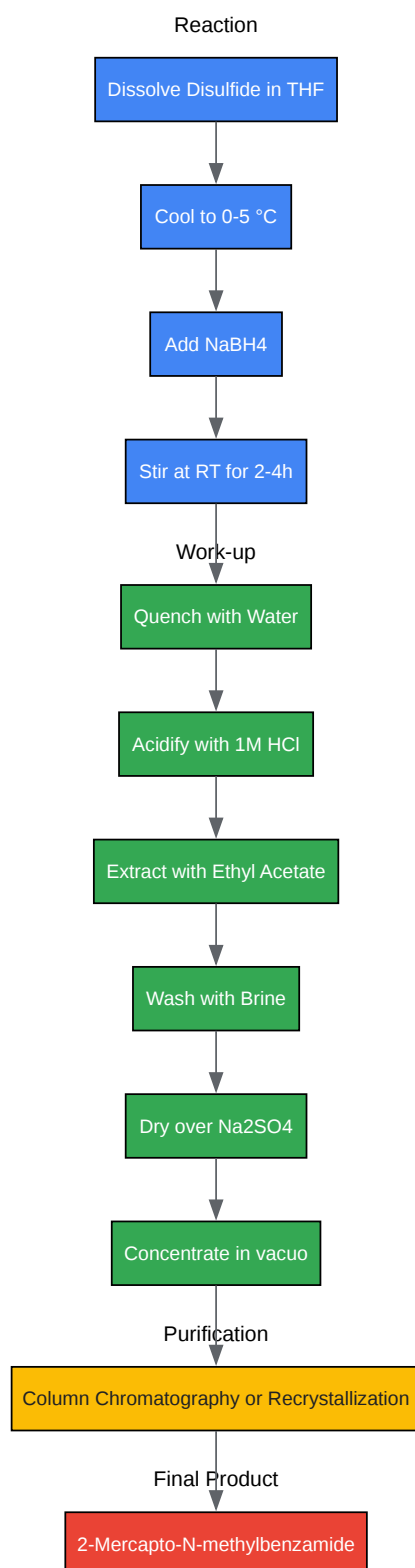 Reaction
Dissolve Disulfide in THF
Cool to 0-5 °C
Add NaBH4
Stir at RT for 2-4h
Work-up
Quench with Water
Acidify with 1M HCl
Extract with Ethyl Acetate
Wash with Brine
Dry over Na2SO4
Concentrate in vacuo
Purification
Column Chromatography or Recrystallization
Final Product
2-Mercapto-N-methylbenzamide